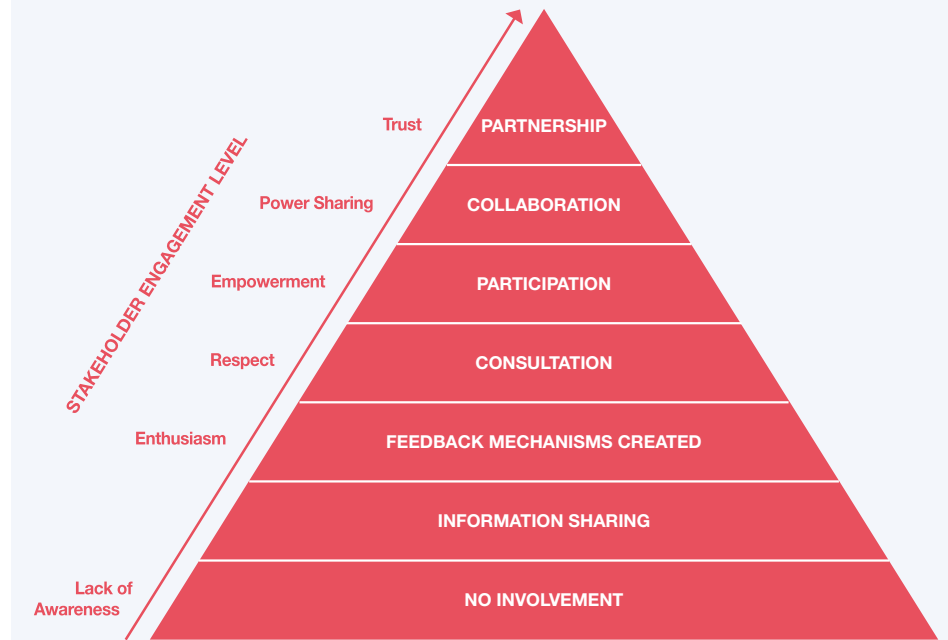 Trust
PARTNERSHIP
STAKEHOLDER ENGAGEMENT LEVEL
Power Sharing
COLLABORATION
Empowerment
PARTICIPATION
Respect
CONSULTATION
Enthusiasm
FEEDBACK MECHANISMS CREATED
INFORMATION SHARING
Lack of
Awareness
NO INVOLVEMENT